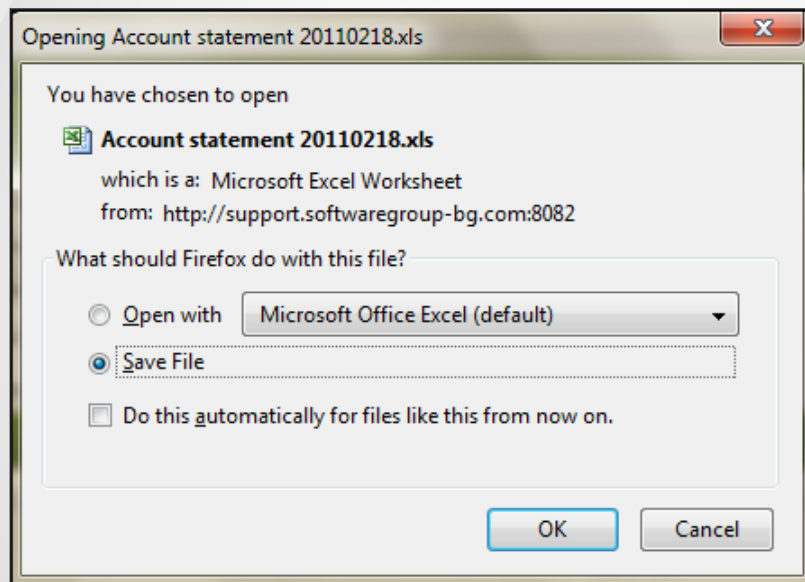 Opening Account statement 20110218.xls
You have chosen to open
Account statement 20110218.xls
which is a: Microsoft Excel Worksheet
from: http://support.softwaregroup-bg.com:8082
What should Firefox do with this file?
Open with Microsoft Office Excel (default)
Save File
Do this automatically for files like this from now on.
OK Cancel